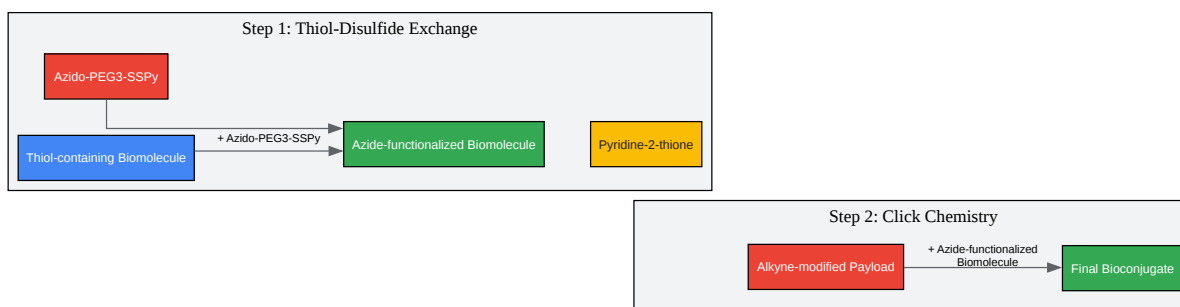 Step 1: Thiol-Disulfide Exchange
Azido-PEG3-SSPy
+ Azido-PEG3-SSPy
Thiol-containing Biomolecule
Azide-functionalized Biomolecule
Pyridine-2-thione
Step 2: Click Chemistry
Alkyne-modified Payload
+ Azide-functionalized
Biomolecule
Final Bioconjugate